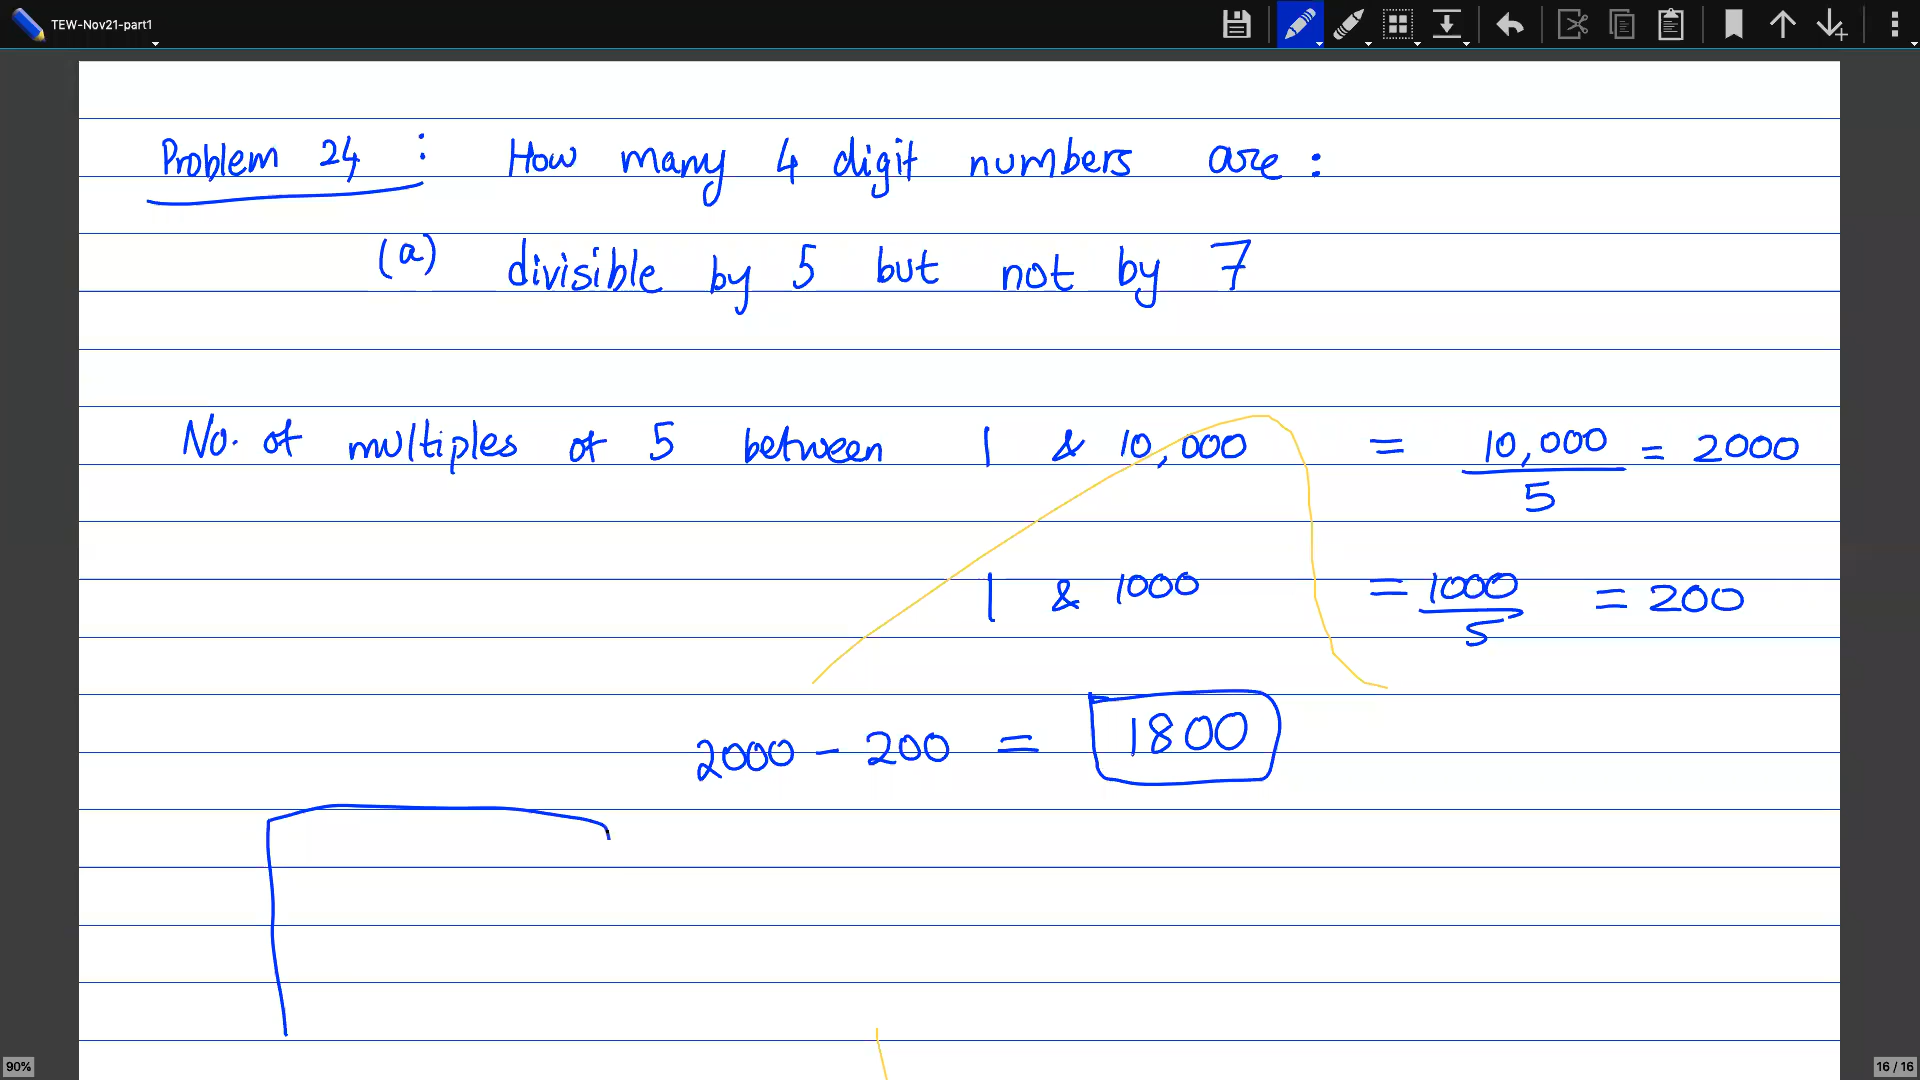 TEW-Nov21-part1
Problem 24 : How many 4 digit numbers are :
(a) divisible by 5 but not by 7
No. of multiples of 5 between 1 & 10,000 = 10,000/5 = 2000
1 & 1000 = 1000/5 = 200
2000 - 200 = 1800
90%
16 / 16